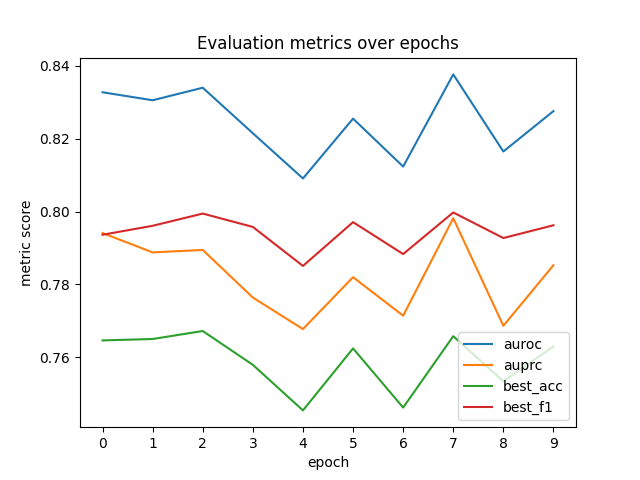 Evaluation metrics over epochs
metric score
0.84
0.82
0.80
0.78
0.76
auroc
auprc
best_acc
best_f1
0 1 2 3 4 5 6 7 8 9
epoch